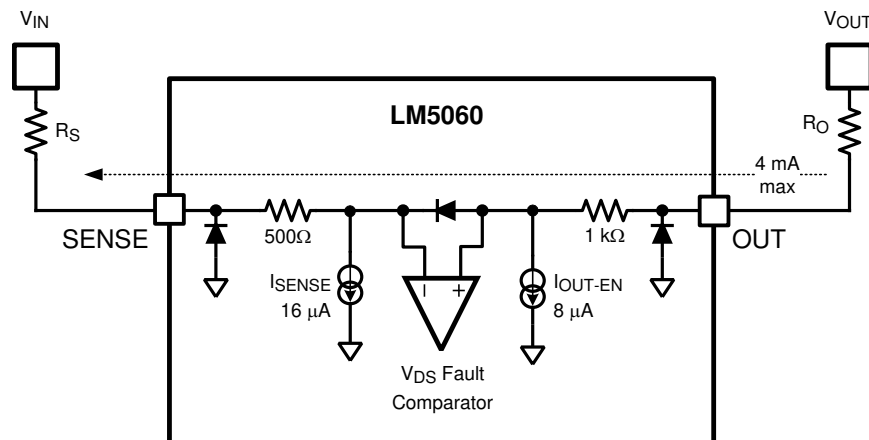 VIN
VOUT
LM5060
RS
RO
4 mA
max
SENSE
500Ω
1 kΩ
OUT
ISENSE
16 μA
− +
IOUT-EN
8 μA
VDS Fault
Comparator